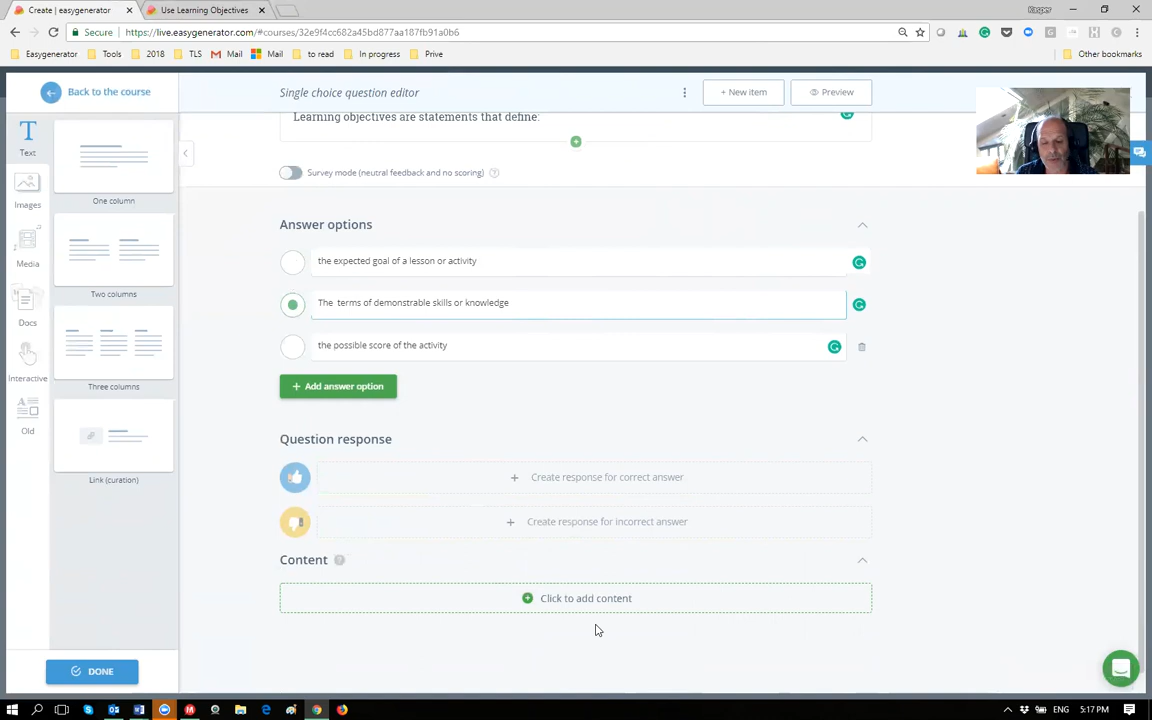 Create | easygenerator
Use Learning Objectives
Kasper
Secure
https://live.easygenerator.com/#courses/32e9f4cc682a45bd877aa187fb91a0b6
Easygenerator
Tools
2018
TLS
Mail
Mail
to read
In progress
Prive
Other bookmarks
Back to the course
Single choice question editor
+ New item
Preview
Text
Images
Media
Docs
Interactive
Old
One column
Two columns
Three columns
Link (curation)
DONE
Learning objectives are statements that define:
Survey mode (neutral feedback and no scoring) ?
Answer options
the expected goal of a lesson or activity
The  terms of demonstrable skills or knowledge
the possible score of the activity
+ Add answer option
Question response
+ Create response for correct answer
+ Create response for incorrect answer
Content ?
Click to add content
ENG
5:17 PM